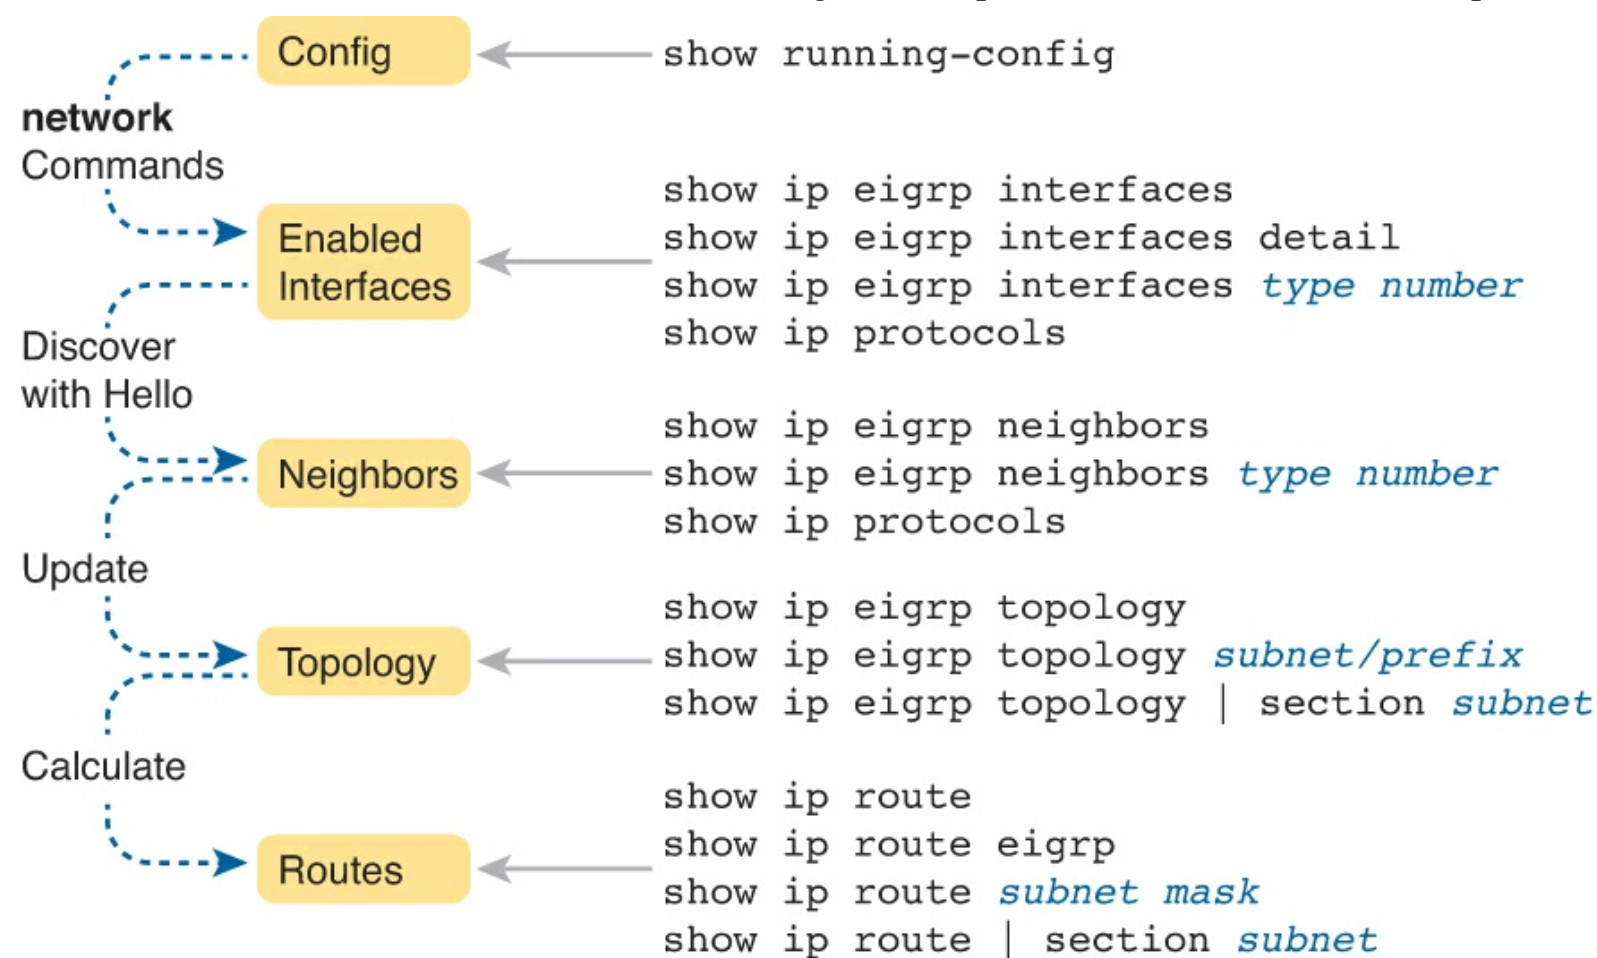 Config
show running-config
network
Commands
Enabled
Interfaces
show ip eigrp interfaces
show ip eigrp interfaces detail
show ip eigrp interfaces type number
show ip protocols
Discover
with Hello
Neighbors
show ip eigrp neighbors
show ip eigrp neighbors type number
show ip protocols
Update
Topology
show ip eigrp topology
show ip eigrp topology subnet/prefix
show ip eigrp topology | section subnet
Calculate
Routes
show ip route
show ip route eigrp
show ip route subnet mask
show ip route | section subnet